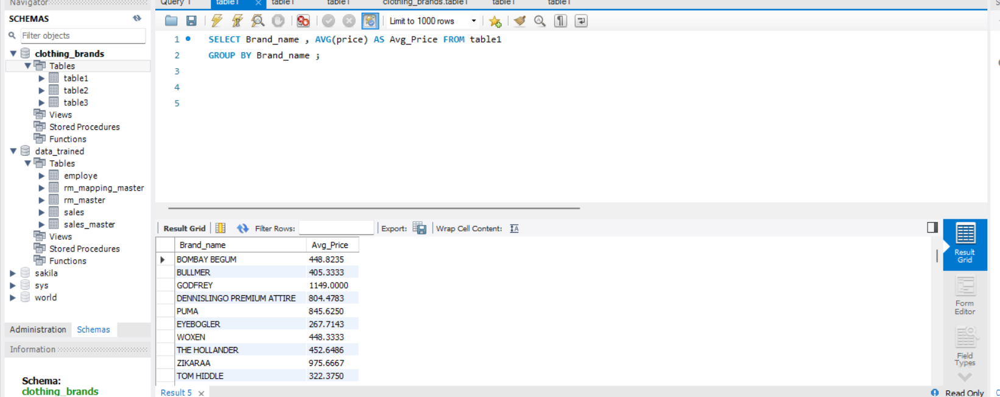 Navigator
Query 1 table1 × table1 table1 clothing_brands.table1 table1 table1
SCHEMAS
Filter objects
clothing_brands
Tables
table1
table2
table3
Views
Stored Procedures
Functions
data_trained
Tables
employe
rm_mapping_master
rm_master
sales
sales_master
Views
Stored Procedures
Functions
sakila
sys
world
Administration Schemas
Information
Schema:
clothing_brands
Limit to 1000 rows
1 SELECT Brand_name , AVG(price) AS Avg_Price FROM table1
2 GROUP BY Brand_name ;
3
4
5
Result Grid Filter Rows: Export: Wrap Cell Content:
Brand_name Avg_Price
BOMBAY BEGUM 448.8235
BULLMER 405.3333
GODFREY 1149.0000
DENNISLINGO PREMIUM ATTIRE 804.4783
PUMA 845.6250
EYEBOGLER 267.7143
WOXEN 448.3333
THE HOLLANDER 452.6486
ZIKARAA 975.6667
TOM HIDDLE 322.3750
Result
Grid
Form
Editor
Field
Types
Result 5 × Read Only